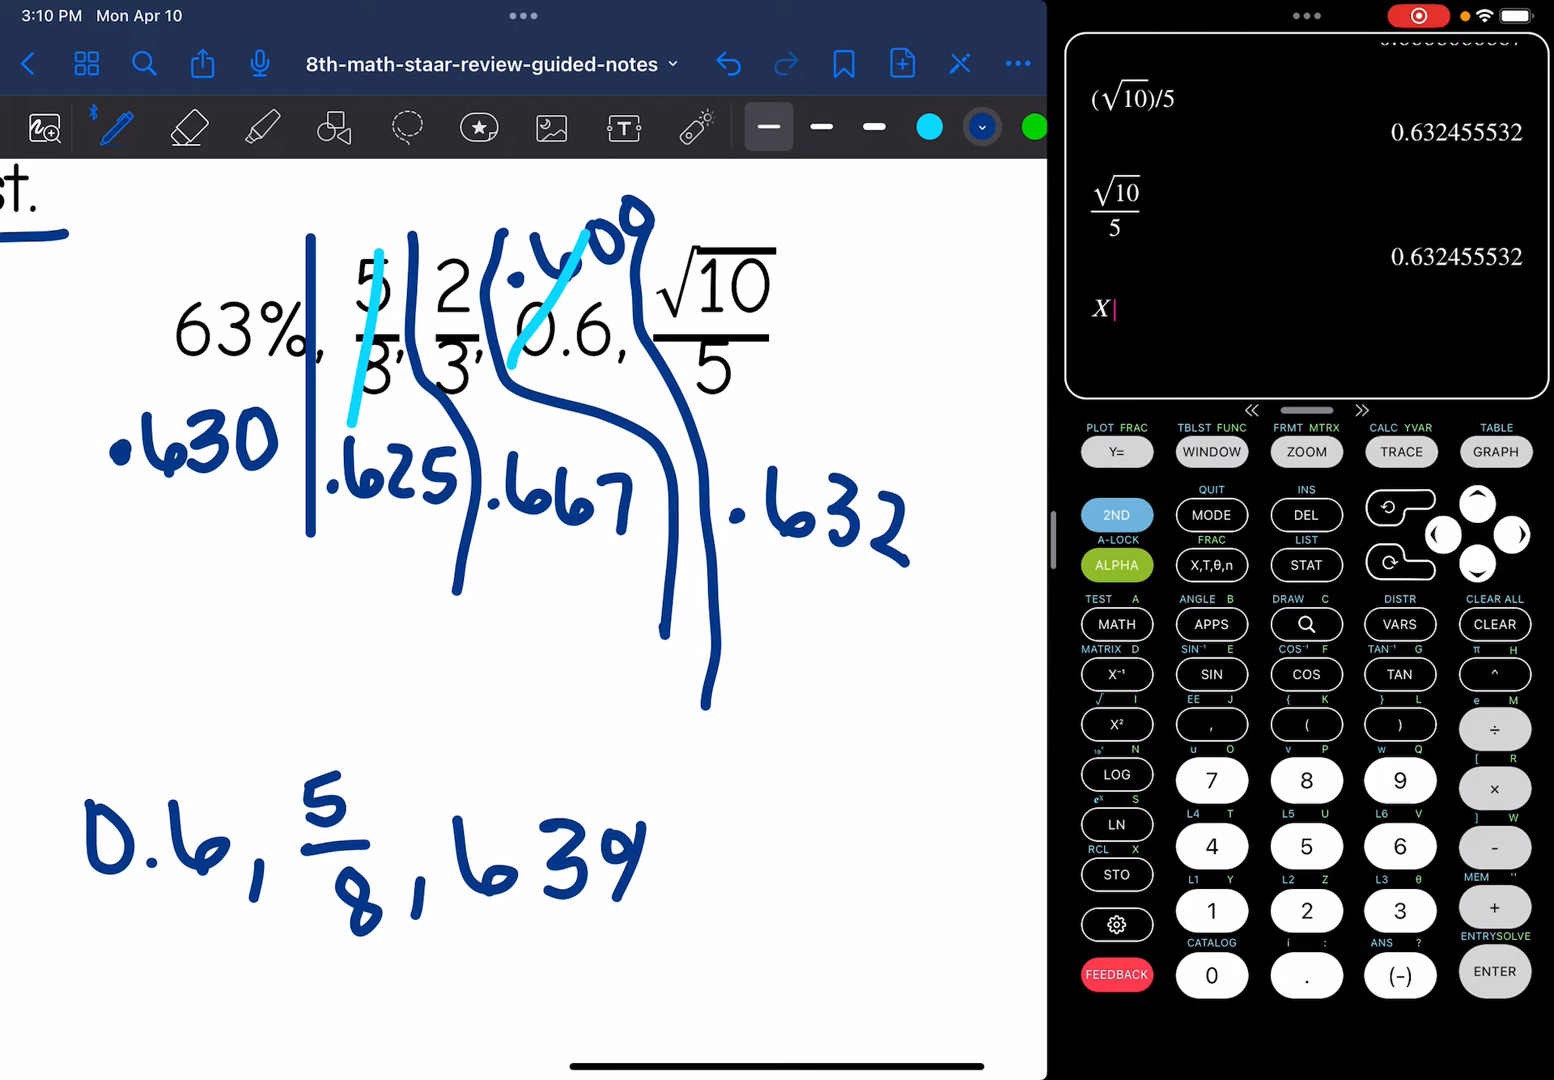 3:10 PM Mon Apr 10
8th-math-staar-review-guided-notes
st.
.600
63%, 5/8, 2/3, 0.6, √10/5
.630 .625 .667 .632
0.6, 5/8, 63%
(√10)/5
0.632455532
√10/5
0.632455532
X
PLOT FRAC TBLST FUNC FRMT MTRX CALC YVAR TABLE
Y= WINDOW ZOOM TRACE GRAPH
QUIT INS
2ND MODE DEL
A-LOCK FRAC LIST
ALPHA X,T,θ,n STAT
TEST A ANGLE B DRAW C DISTR CLEAR ALL
MATH APPS VARS CLEAR
MATRIX D SIN⁻¹ E COS⁻¹ F TAN⁻¹ G π H
X⁻¹ SIN COS TAN ^
√ I EE J { K } L e M
X² , ( ) ÷
10ˣ N u O v P w Q [ R
LOG 7 8 9 ×
eˣ S L4 T L5 U L6 V ] W
LN 4 5 6 -
RCL X L1 Y L2 Z L3 θ MEM "
STO 1 2 3 +
CATALOG i : ANS ? ENTRY SOLVE
FEEDBACK 0 . (-) ENTER